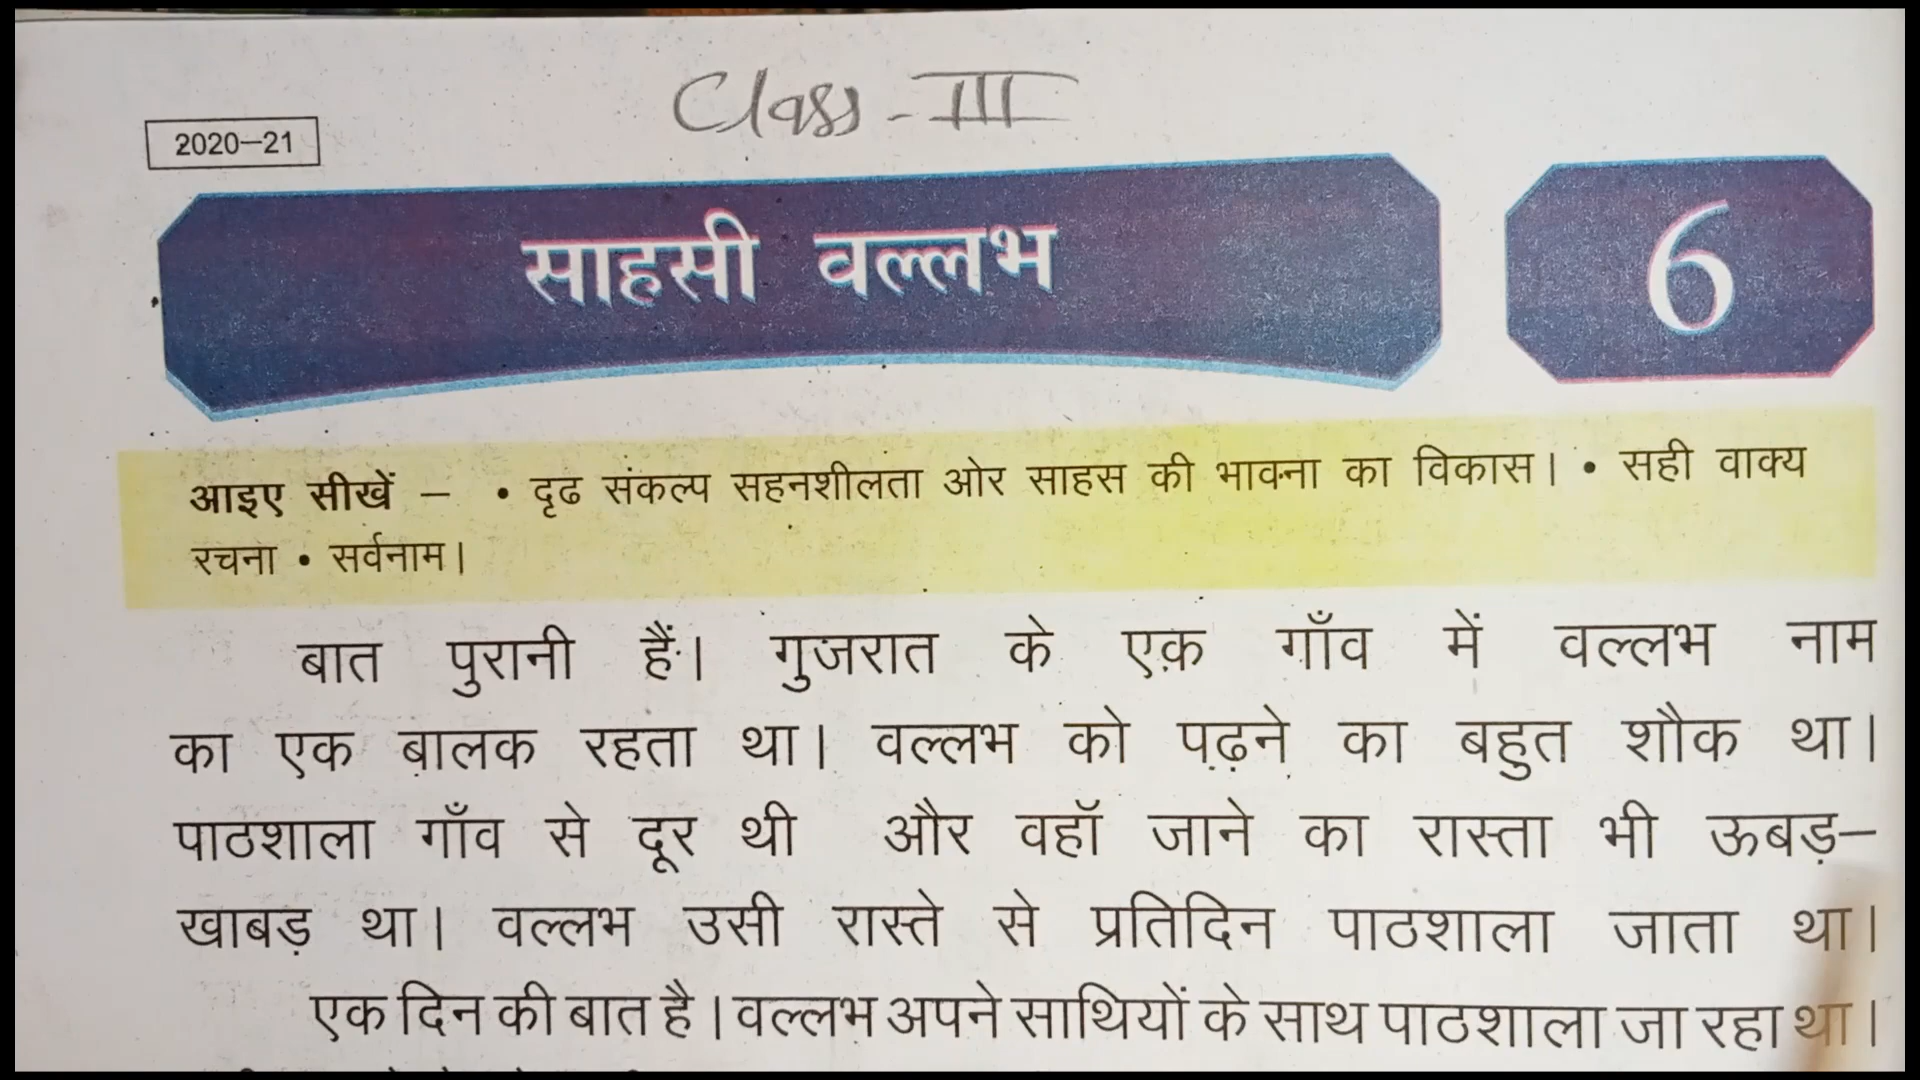 Class - III
2020–21
साहसी वल्लभ
6
आइए सीखें – • दृढ संकल्प सहनशीलता ओर साहस की भावना का विकास। • सही वाक्य
रचना • सर्वनाम।
बात पुरानी हैं। गुजरात के एक गाँव में वल्लभ नाम
का एक बालक रहता था। वल्लभ को पढ़ने का बहुत शौक था।
पाठशाला गाँव से दूर थी और वहॉ जाने का रास्ता भी ऊबड़–
खाबड़ था। वल्लभ उसी रास्ते से प्रतिदिन पाठशाला जाता था।
एक दिन की बात है। वल्लभ अपने साथियों के साथ पाठशाला जा रहा था।